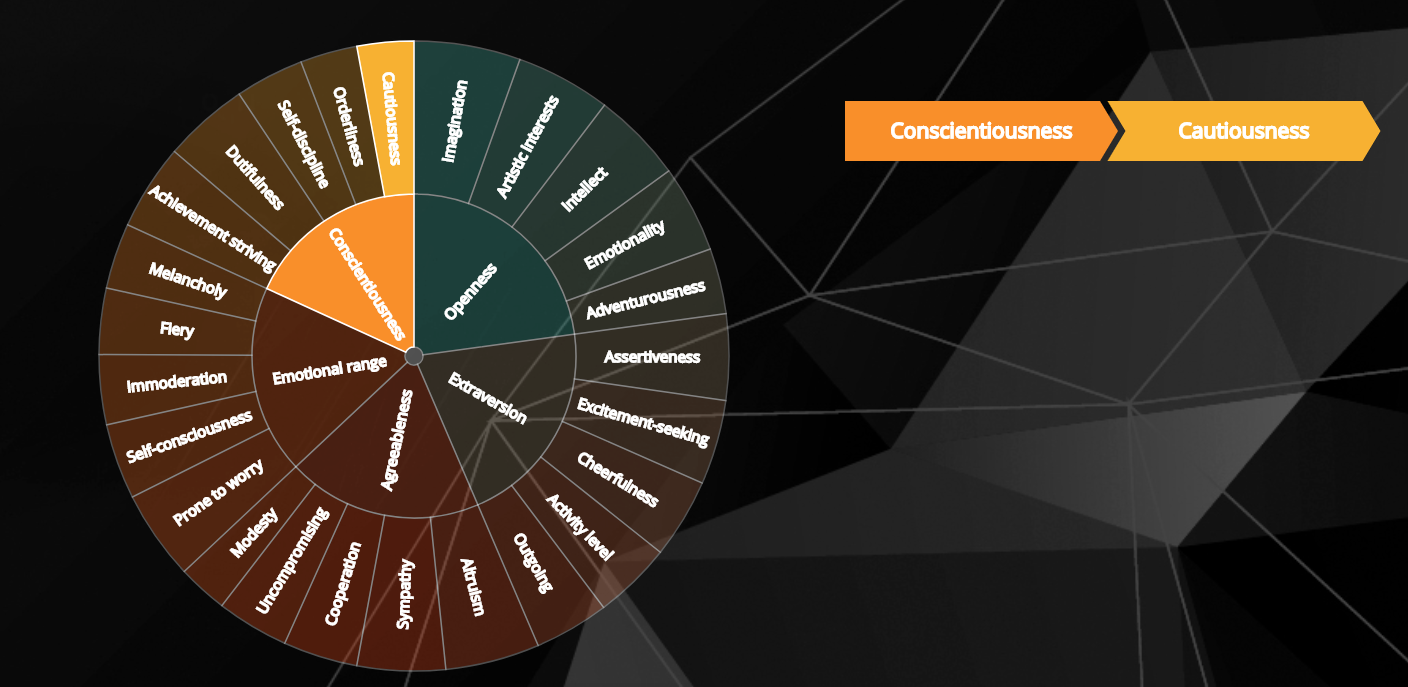 Conscientiousness
Cautiousness
Openness
Imagination
Artistic interests
Intellect
Emotionality
Adventurousness
Extraversion
Assertiveness
Excitement-seeking
Cheerfulness
Activity level
Outgoing
Agreeableness
Altruism
Sympathy
Cooperation
Uncompromising
Modesty
Emotional range
Prone to worry
Self-consciousness
Immoderation
Fiery
Melancholy
Conscientiousness
Achievement striving
Dutifulness
Self-discipline
Orderliness
Cautiousness